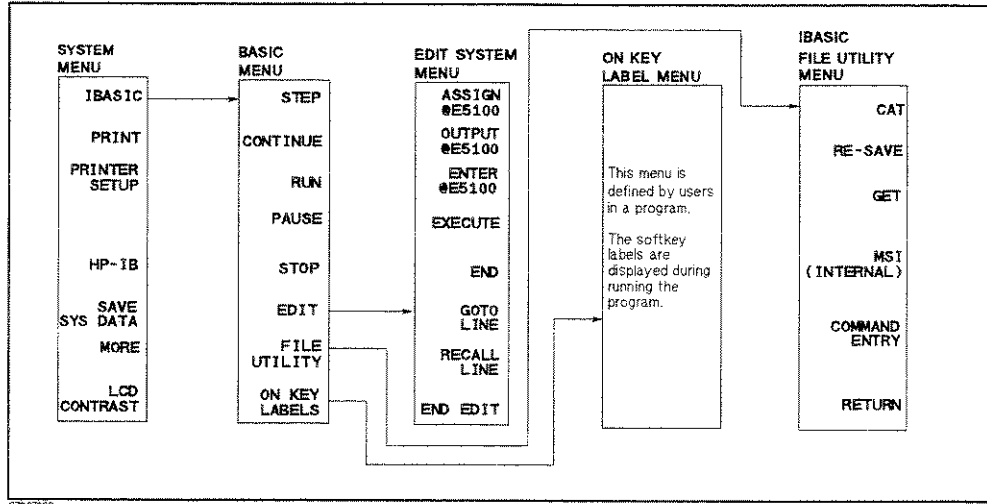 SYSTEM
MENU
IBASIC
PRINT
PRINTER
SETUP
HP-IB
SAVE
SYS DATA
MORE
LCD
CONTRAST
BASIC
MENU
STEP
CONTINUE
RUN
PAUSE
STOP
EDIT
FILE
UTILITY
ON KEY
LABELS
EDIT SYSTEM
MENU
ASSIGN
@E5100
OUTPUT
@E5100
ENTER
@E5100
EXECUTE
END
GOTO
LINE
RECALL
LINE
END EDIT
ON KEY
LABEL MENU
This menu is
defined by users
in a program.
The softkey
labels are
displayed during
running the
program.
IBASIC
FILE UTILITY
MENU
CAT
RE-SAVE
GET
MSI
(INTERNAL)
COMMAND
ENTRY
RETURN